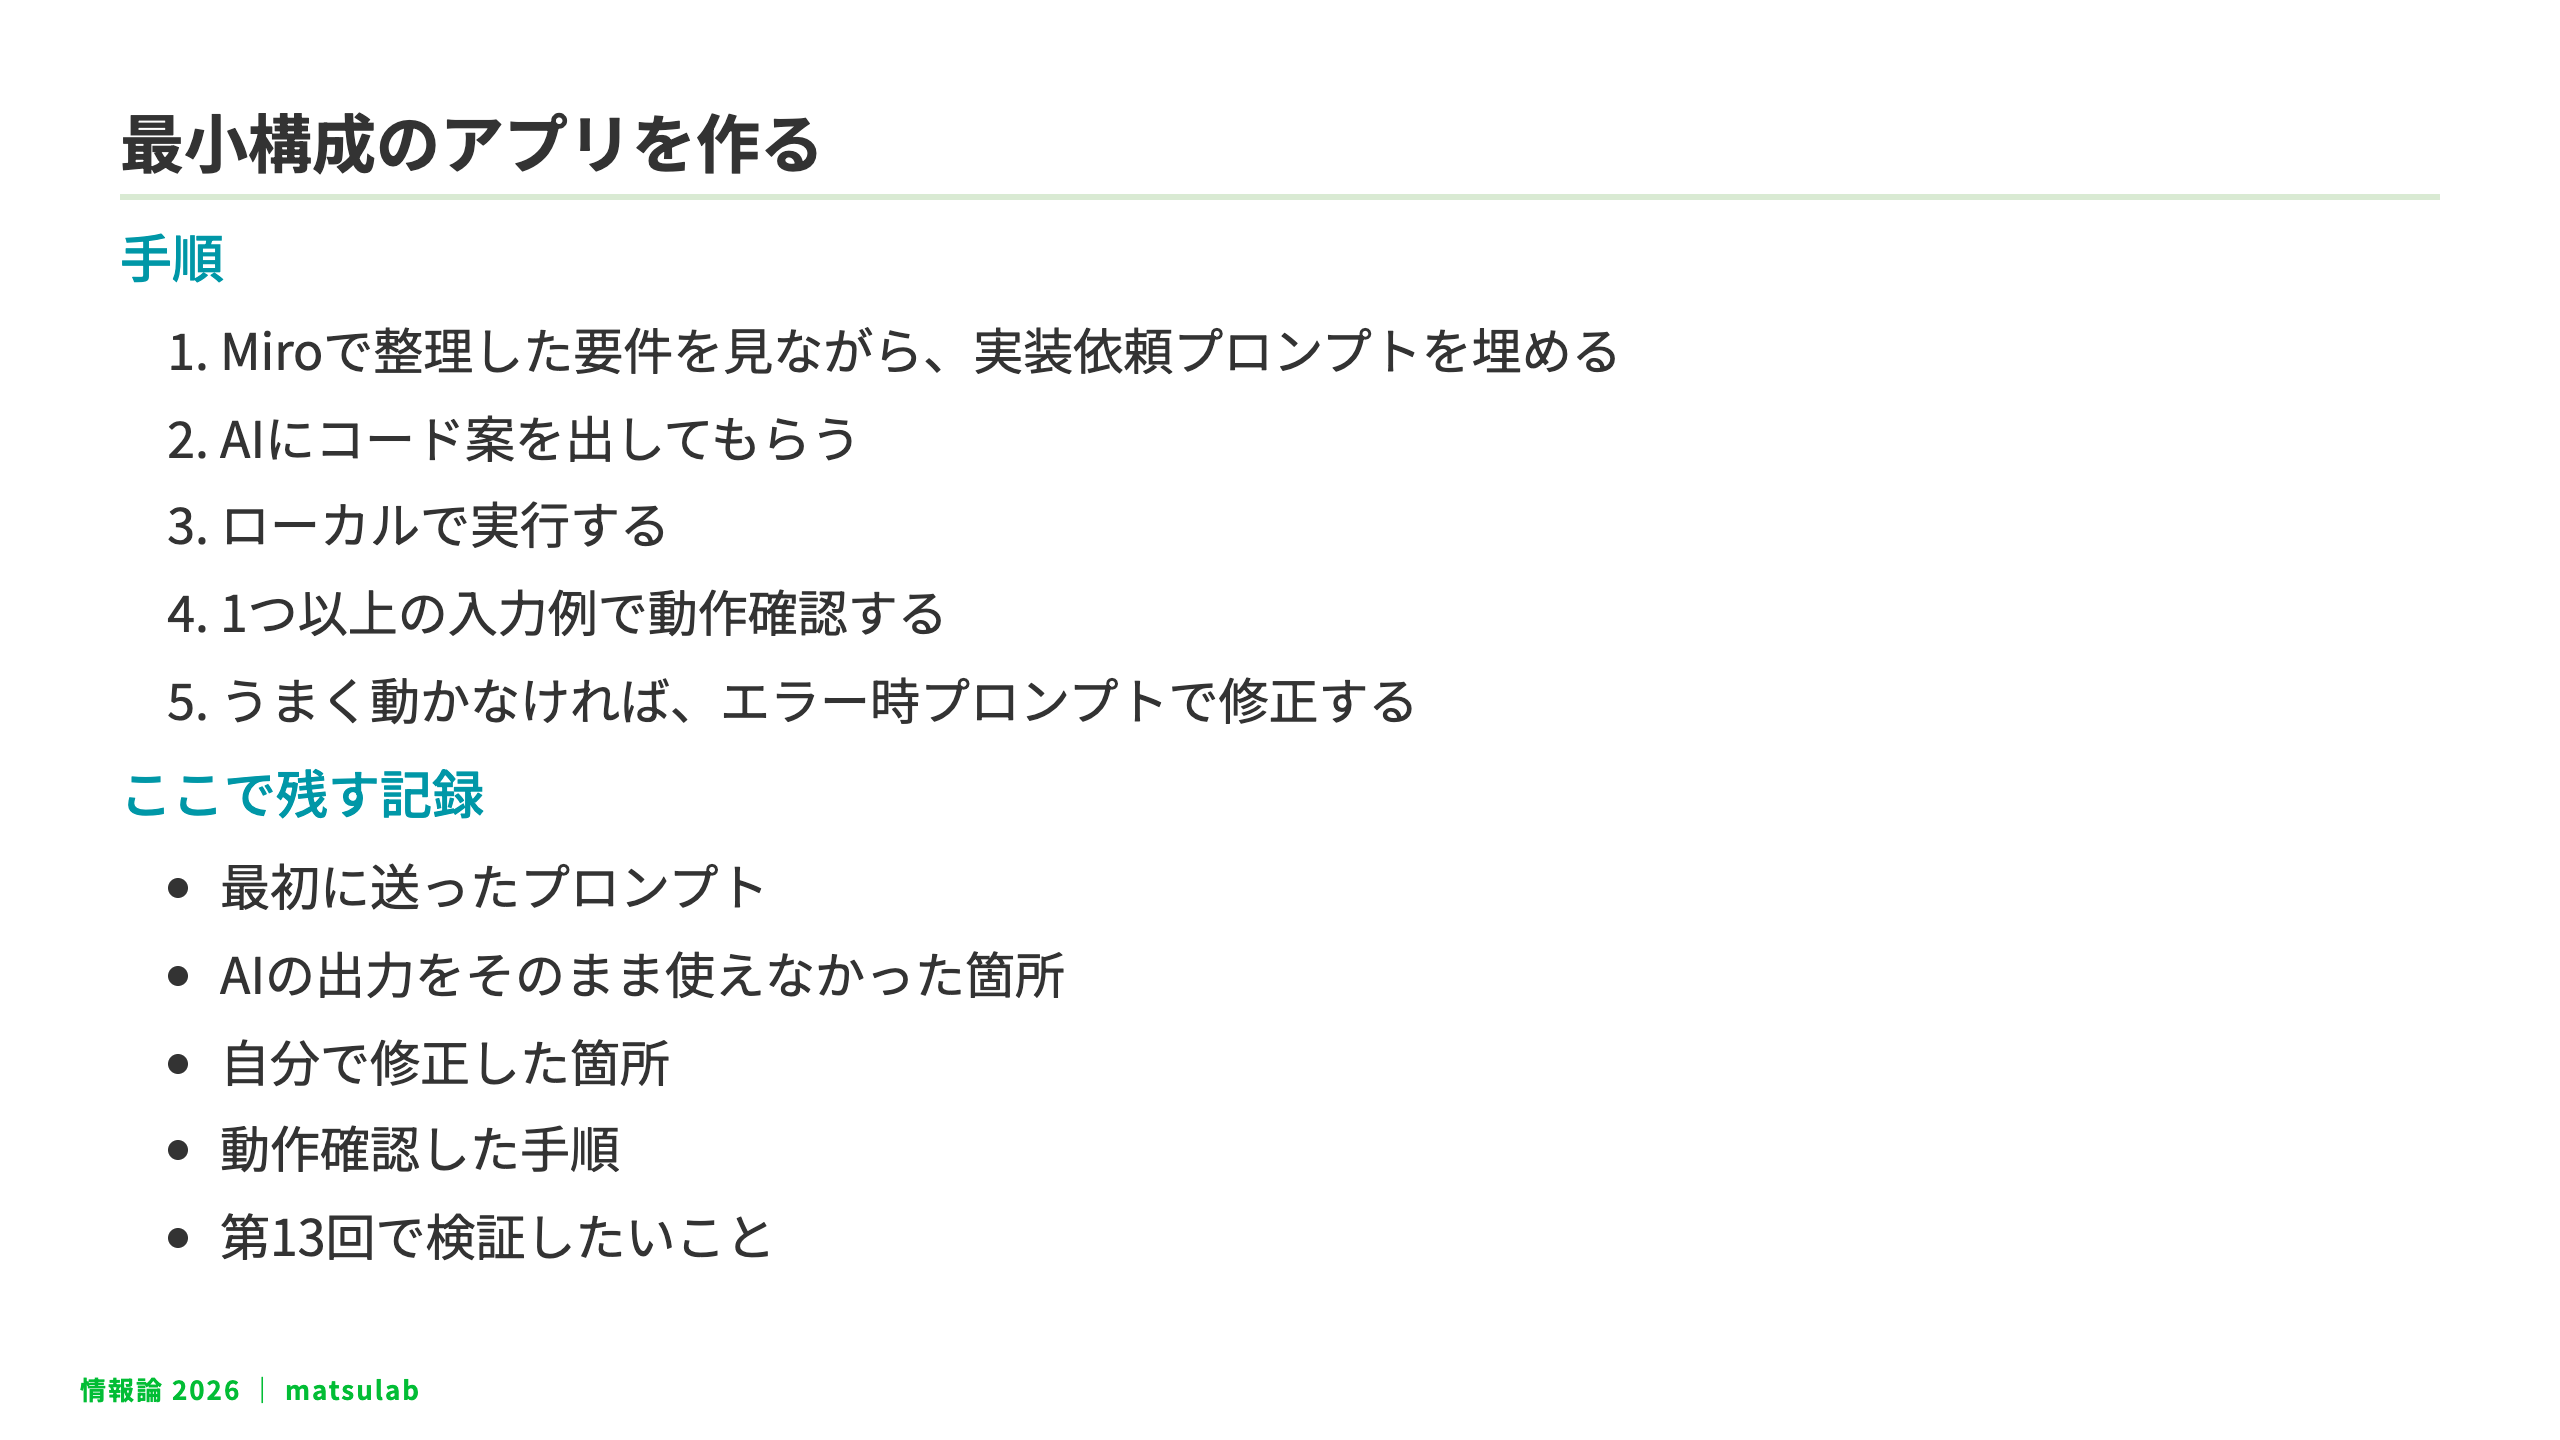 最小構成のアプリを作る
手順
1. Miroで整理した要件を見ながら、実装依頼プロンプトを埋める
2. AIにコード案を出してもらう
3. ローカルで実行する
4. 1つ以上の入力例で動作確認する
5. うまく動かなければ、エラー時プロンプトで修正する
ここで残す記録
• 最初に送ったプロンプト
• AIの出力をそのまま使えなかった箇所
• 自分で修正した箇所
• 動作確認した手順
• 第13回で検証したいこと
情報論 2026 ｜ matsulab